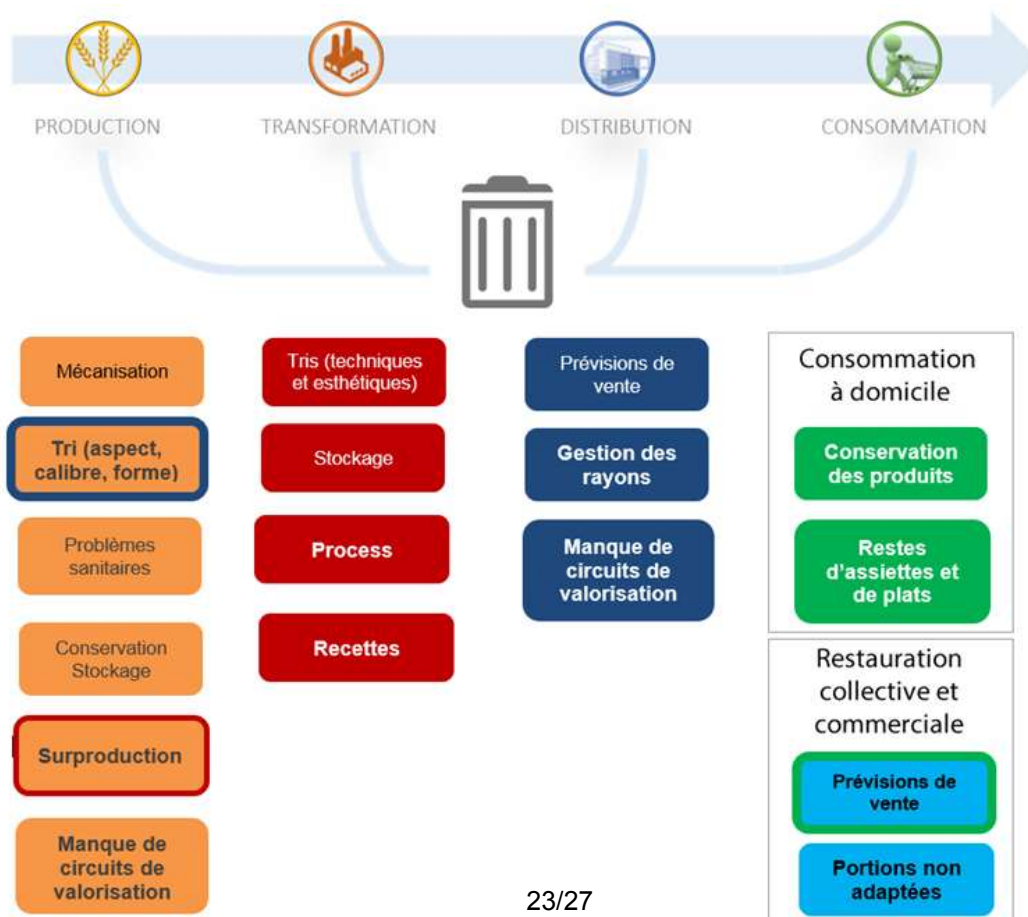 PRODUCTION
TRANSFORMATION
DISTRIBUTION
CONSOMMATION
Mécanisation
Tri (aspect,
calibre, forme)
Problèmes
sanitaires
Conservation
Stockage
Surproduction
Manque de
circuits de
valorisation
Tris (techniques
et esthétiques)
Stockage
Process
Recettes
Prévisions de
vente
Gestion des
rayons
Manque de
circuits de
valorisation
Consommation
à domicile
Conservation
des produits
Restes
d'assiettes et
de plats
Restauration
collective et
commerciale
Prévisions de
vente
Portions non
adaptées
23/27